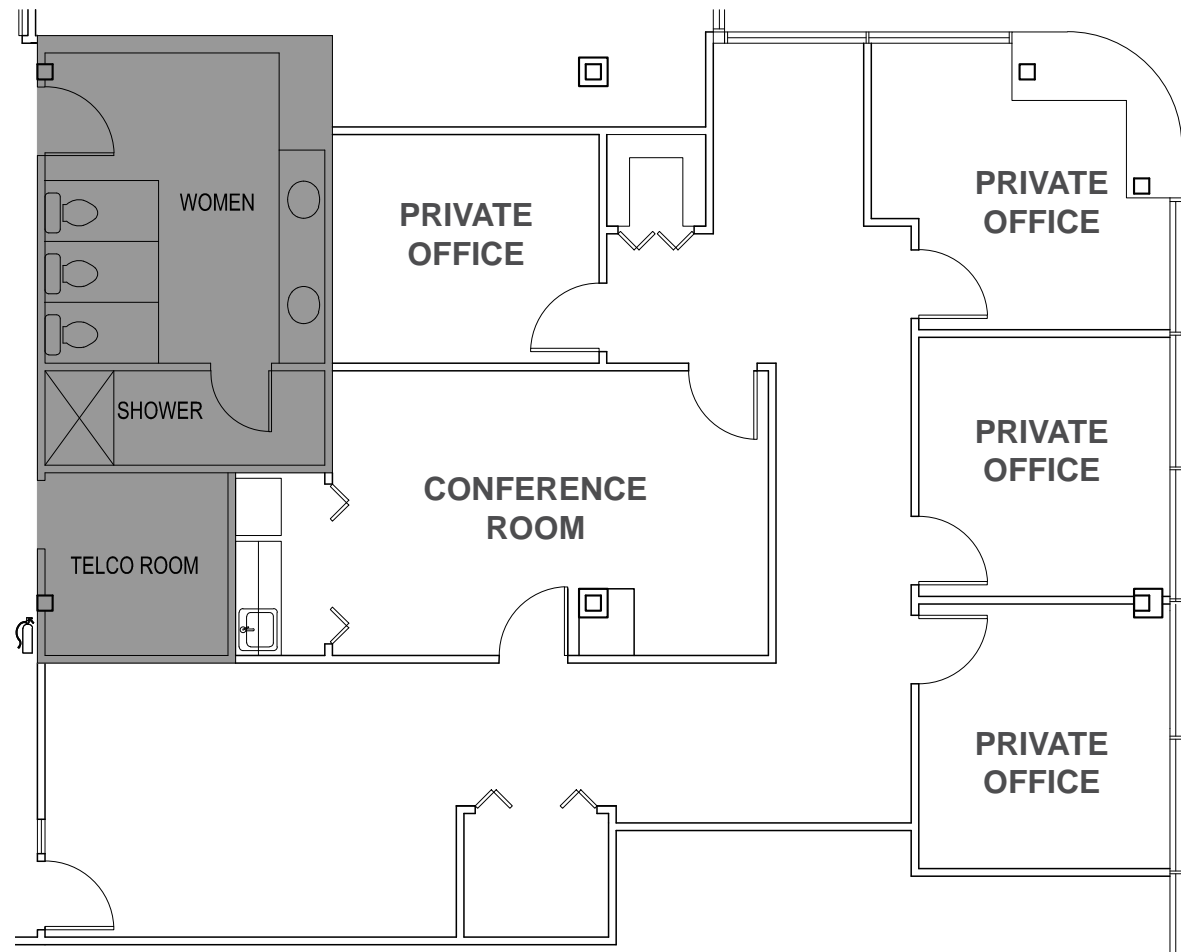 WOMEN
PRIVATE
OFFICE
PRIVATE
OFFICE
SHOWER
CONFERENCE
ROOM
PRIVATE
OFFICE
TELCO ROOM
PRIVATE
OFFICE